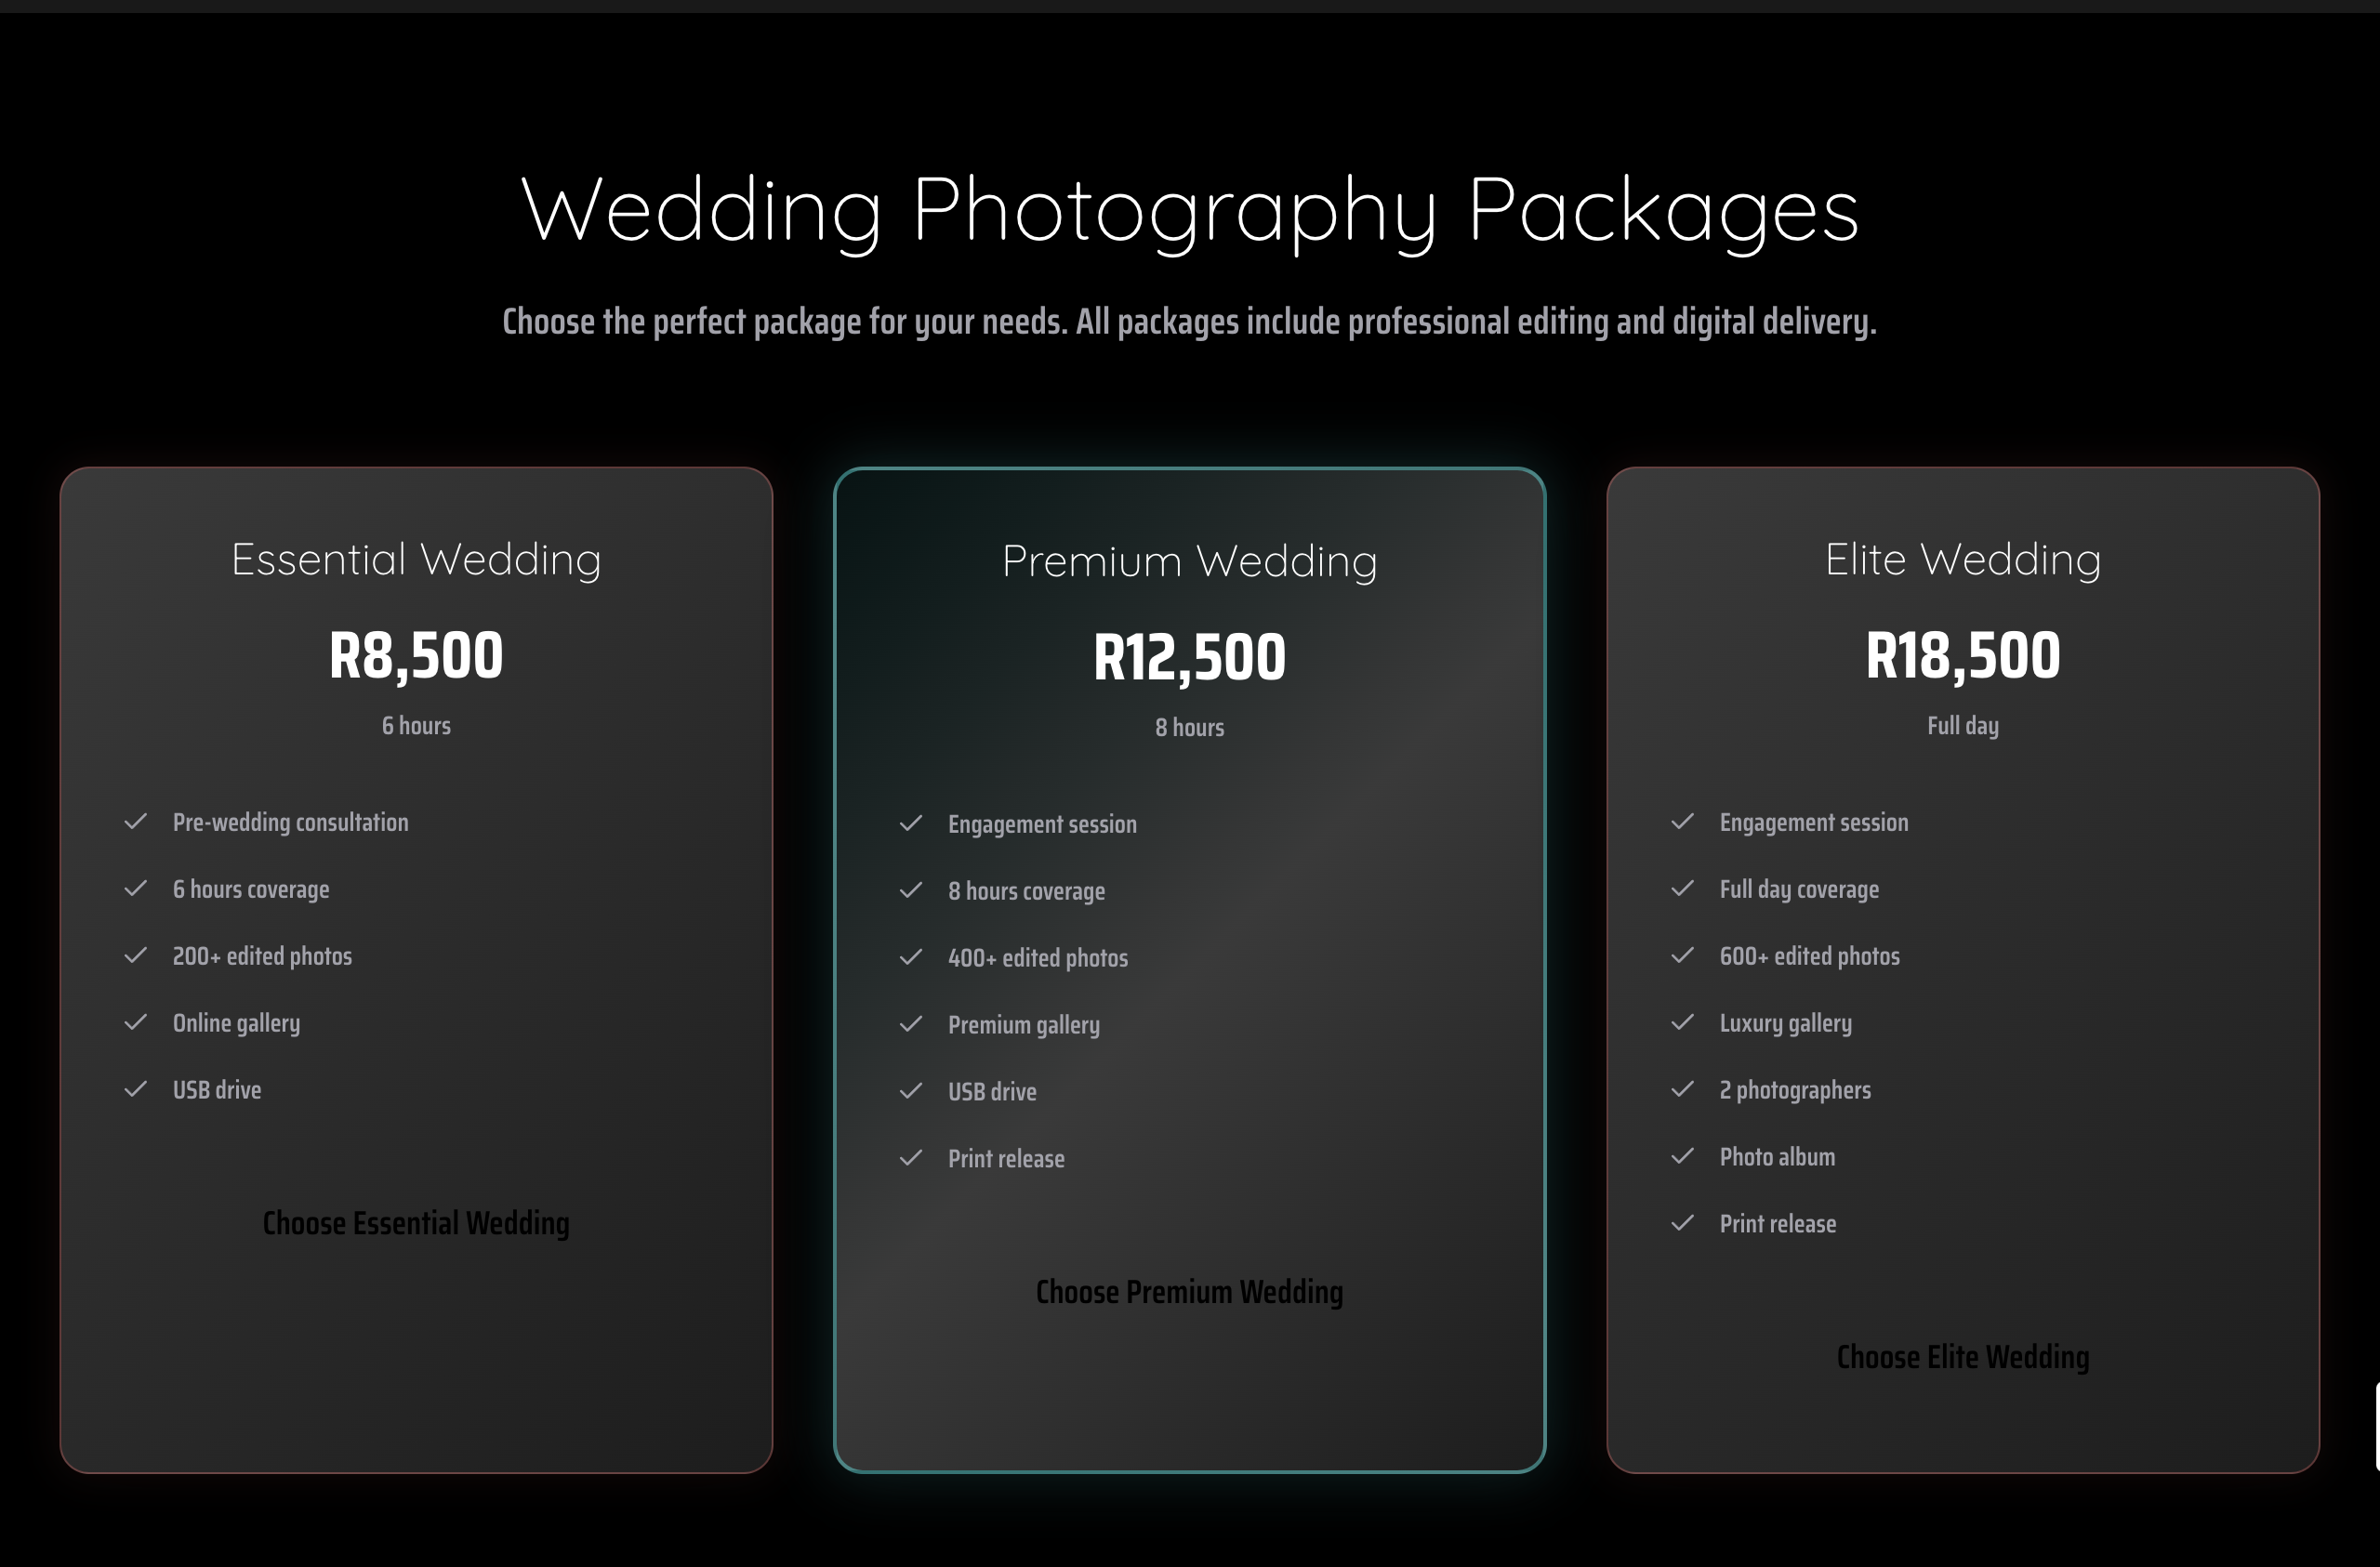 Wedding Photography Packages
Choose the perfect package for your needs. All packages include professional editing and digital delivery.
Essential Wedding
R8,500
6 hours
Pre-wedding consultation
6 hours coverage
200+ edited photos
Online gallery
USB drive
Choose Essential Wedding
Premium Wedding
R12,500
8 hours
Engagement session
8 hours coverage
400+ edited photos
Premium gallery
USB drive
Print release
Choose Premium Wedding
Elite Wedding
R18,500
Full day
Engagement session
Full day coverage
600+ edited photos
Luxury gallery
2 photographers
Photo album
Print release
Choose Elite Wedding